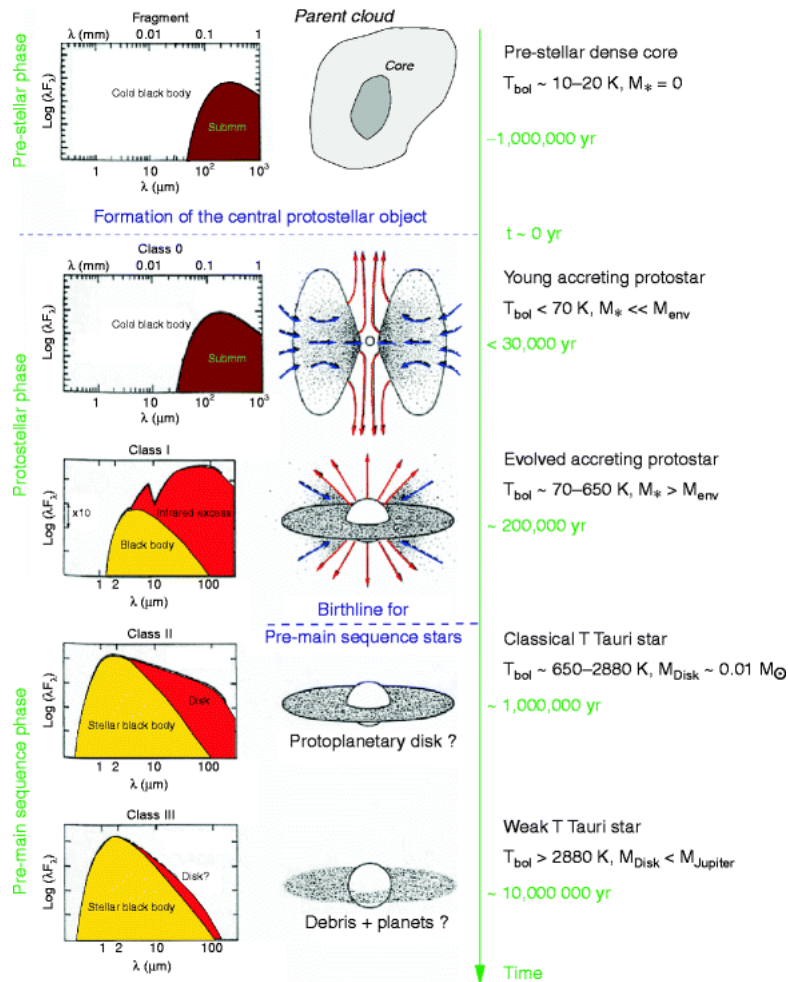 Pre-stellar phase
Fragment
λ (mm) 0.01 0.1 1
Log (λFλ)
Cold black body
Submm
1 10 10² 10³
λ (μm)
Parent cloud
Core
Pre-stellar dense core
Tbol ~ 10–20 K, M* = 0
–1,000,000 yr
Formation of the central protostellar object
t ~ 0 yr
Protostellar phase
Class 0
λ (mm) 0.01 0.1 1
Log (λFλ)
Cold black body
Submm
1 10 10² 10³
λ (μm)
Young accreting protostar
Tbol < 70 K, M* << Menv
< 30,000 yr
Class I
Log (λFλ)
x10
Infrared excess
Black body
1 2 10 100
λ (μm)
Evolved accreting protostar
Tbol ~ 70–650 K, M* > Menv
~ 200,000 yr
Birthline for
Pre-main sequence stars
Pre-main sequence phase
Class II
Log (λFλ)
Disk
Stellar black body
1 2 10 100
λ (μm)
Protoplanetary disk ?
Classical T Tauri star
Tbol ~ 650–2880 K, MDisk ~ 0.01 M⊙
~ 1,000,000 yr
Class III
Log (λFλ)
Disk?
Stellar black body
1 2 10 100
λ (μm)
Debris + planets ?
Weak T Tauri star
Tbol > 2880 K, MDisk < MJupiter
~ 10,000 000 yr
Time